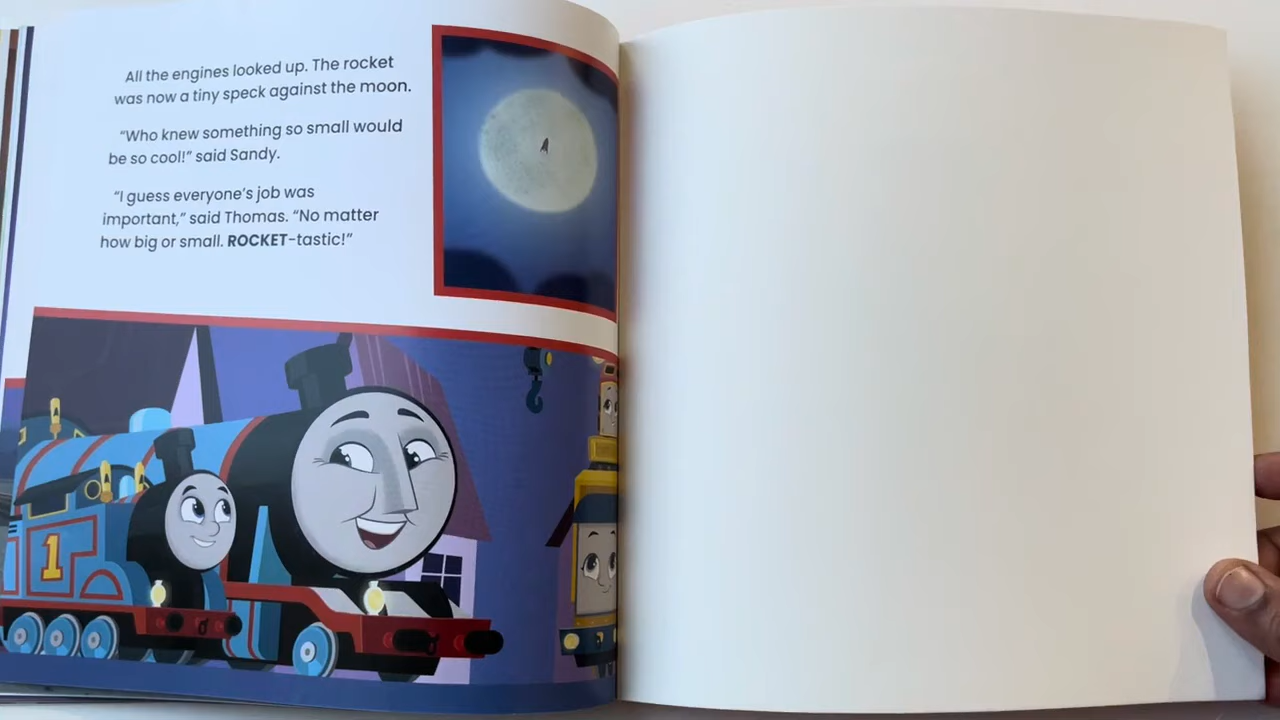 All the engines looked up. The rocket
was now a tiny speck against the moon.
“Who knew something so small would
be so cool!” said Sandy.
“I guess everyone’s job was
important,” said Thomas. “No matter
how big or small. ROCKET-tastic!”
1